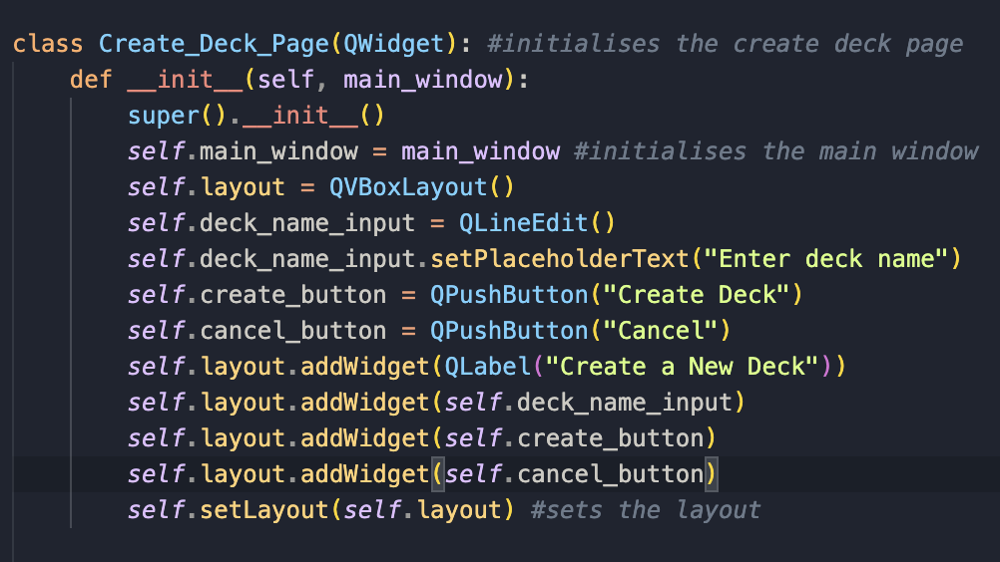 class Create_Deck_Page(QWidget): #initialises the create deck page
    def __init__(self, main_window):
        super().__init__()
        self.main_window = main_window #initialises the main window
        self.layout = QVBoxLayout()
        self.deck_name_input = QLineEdit()
        self.deck_name_input.setPlaceholderText("Enter deck name")
        self.create_button = QPushButton("Create Deck")
        self.cancel_button = QPushButton("Cancel")
        self.layout.addWidget(QLabel("Create a New Deck"))
        self.layout.addWidget(self.deck_name_input)
        self.layout.addWidget(self.create_button)
        self.layout.addWidget(self.cancel_button)
        self.setLayout(self.layout) #sets the layout